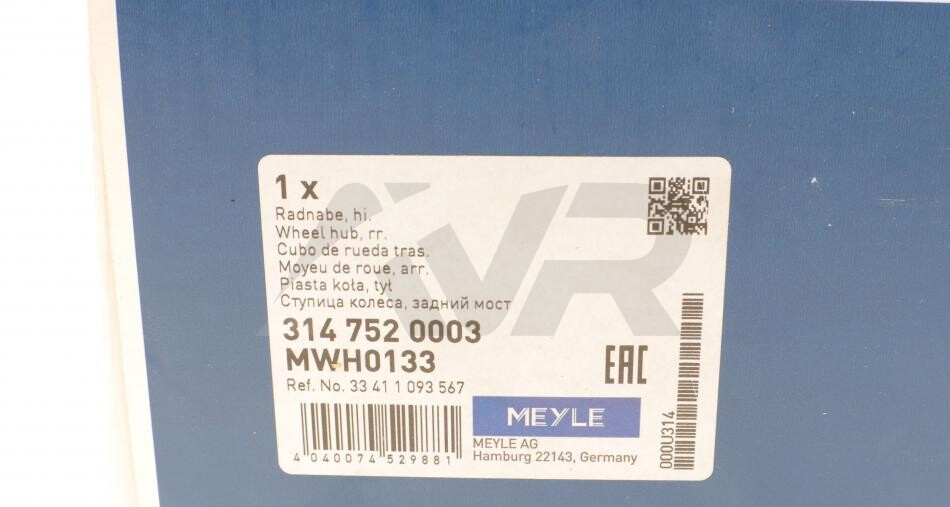 1 x
Radnabe, hi.
Wheel hub, rr.
Cubo de rueda tras.
Moyeu de roue, arr.
Piasta koła, tył
Ступица колеса, задний мост
314 752 0003
MWH0133
Ref. No. 33 41 1 093 567
4 040074 529881
MEYLE
MEYLE AG
Hamburg 22143, Germany
EAC
000U314
VR